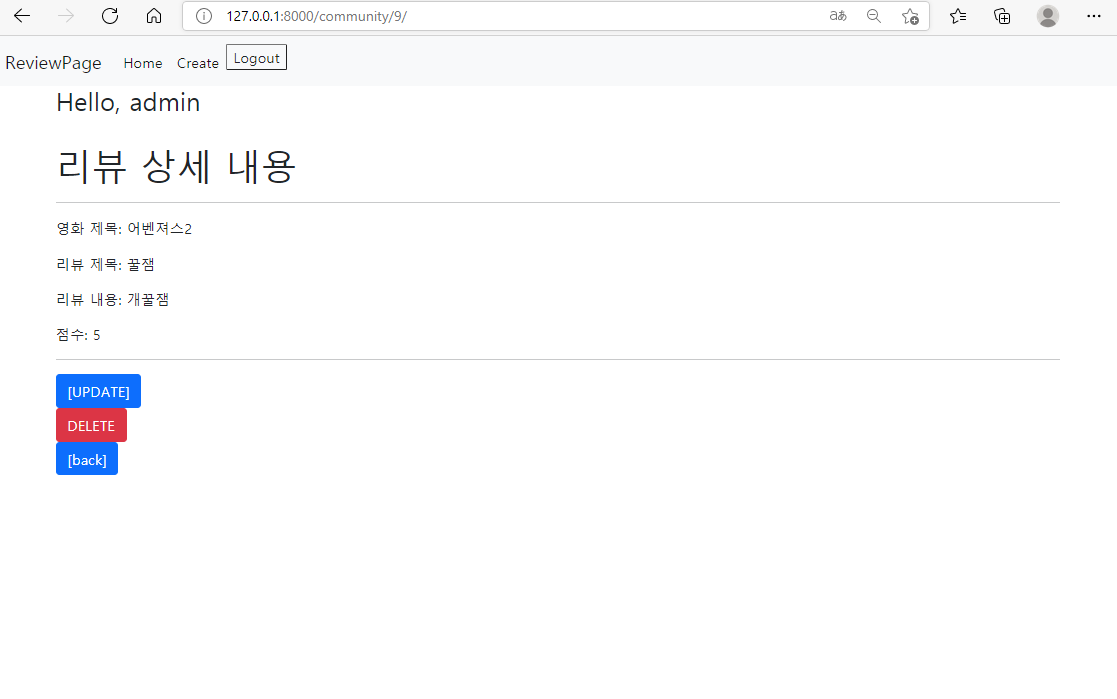 127.0.0.1:8000/community/9/ aあ
ReviewPage Home Create Logout
Hello, admin
리뷰 상세 내용
영화 제목: 어벤져스2
리뷰 제목: 꿀잼
리뷰 내용: 개꿀잼
점수: 5
[UPDATE]
DELETE
[back]